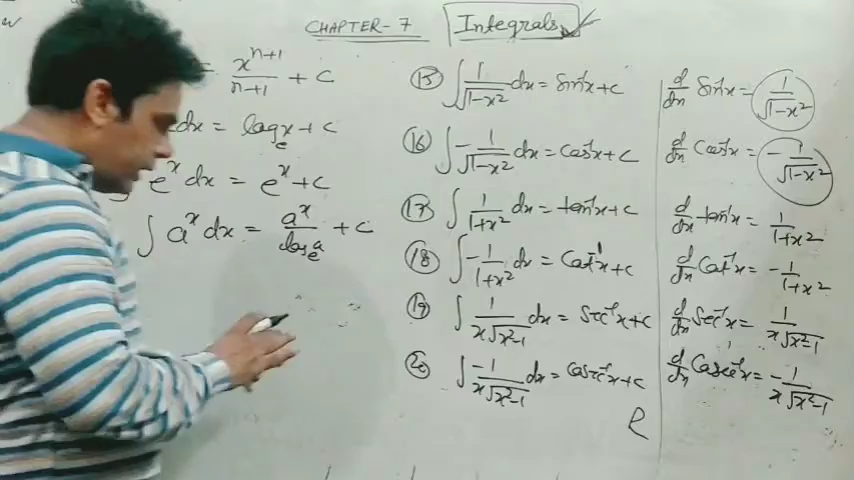 CHAPTER-7 Integrals
= x^{n+1}/(n+1) + C
dx = log_e x + C
e^x dx = e^x + C
∫ a^x dx = a^x/log_e a + C
(15) ∫ 1/√(1-x²) dx = Sin⁻¹x + C
(16) ∫ -1/√(1-x²) dx = Cos⁻¹x + C
(17) ∫ 1/(1+x²) dx = tan⁻¹x + C
(18) ∫ -1/(1+x²) dx = Cot⁻¹x + C
(19) ∫ 1/(x√(x²-1)) dx = Sec⁻¹x + C
(20) ∫ -1/(x√(x²-1)) dx = Cosec⁻¹x + C
d/dx Sin⁻¹x = 1/√(1-x²)
d/dx Cos⁻¹x = -1/√(1-x²)
d/dx tan⁻¹x = 1/(1+x²)
d/dx Cot⁻¹x = -1/(1+x²)
d/dx Sec⁻¹x = 1/(x√(x²-1))
d/dx Cosec⁻¹x = -1/(x√(x²-1))